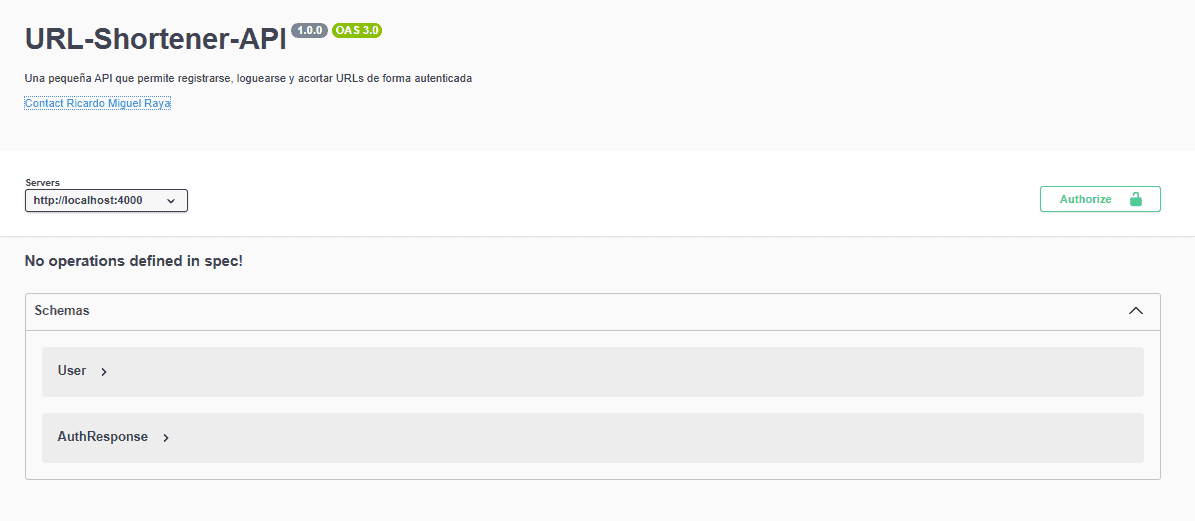 URL-Shortener-API 1.0.0 OAS 3.0
Una pequeña API que permite registrarse, loguearse y acortar URLs de forma autenticada
Contact Ricardo Miguel Raya
Servers
http://localhost:4000
Authorize
No operations defined in spec!
Schemas
User
AuthResponse